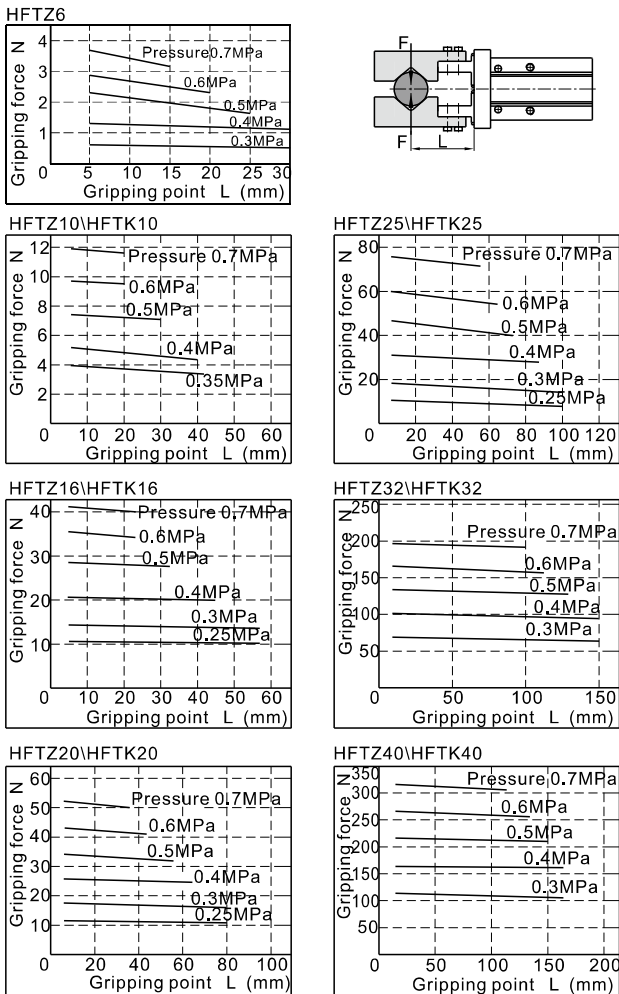 HFTZ6
Gripping force N
4
3
2
1
0
5
10
15
20
25
30
Pressure0.7MPa
0.6MPa
0.5MPa
0.4MPa
0.3MPa
Gripping point L (mm)
F
F
L
HFTZ10\HFTK10
Gripping force N
12
10
8
6
4
2
0
10
20
30
40
50
60
Pressure 0.7MPa
0.6MPa
0.5MPa
0.4MPa
0.35MPa
Gripping point L (mm)
HFTZ25\HFTK25
Gripping force N
80
60
40
20
0
20
40
60
80
100
120
Pressure 0.7MPa
0.6MPa
0.5MPa
0.4MPa
0.3MPa
0.25MPa
Gripping point L (mm)
HFTZ16\HFTK16
Gripping force N
40
30
20
10
0
10
20
30
40
50
60
Pressure 0.7MPa
0.6MPa
0.5MPa
0.4MPa
0.3MPa
0.25MPa
Gripping point L (mm)
HFTZ32\HFTK32
Gripping force N
250
200
150
100
50
0
50
100
150
Pressure 0.7MPa
0.6MPa
0.5MPa
0.4MPa
0.3MPa
Gripping point L (mm)
HFTZ20\HFTK20
Gripping force N
60
50
40
30
20
10
0
20
40
60
80
100
Pressure 0.7MPa
0.6MPa
0.5MPa
0.4MPa
0.3MPa
0.25MPa
Gripping point L (mm)
HFTZ40\HFTK40
Gripping force N
350
300
250
200
150
100
50
0
50
100
150
200
Pressure 0.7MPa
0.6MPa
0.5MPa
0.4MPa
0.3MPa
Gripping point L (mm)